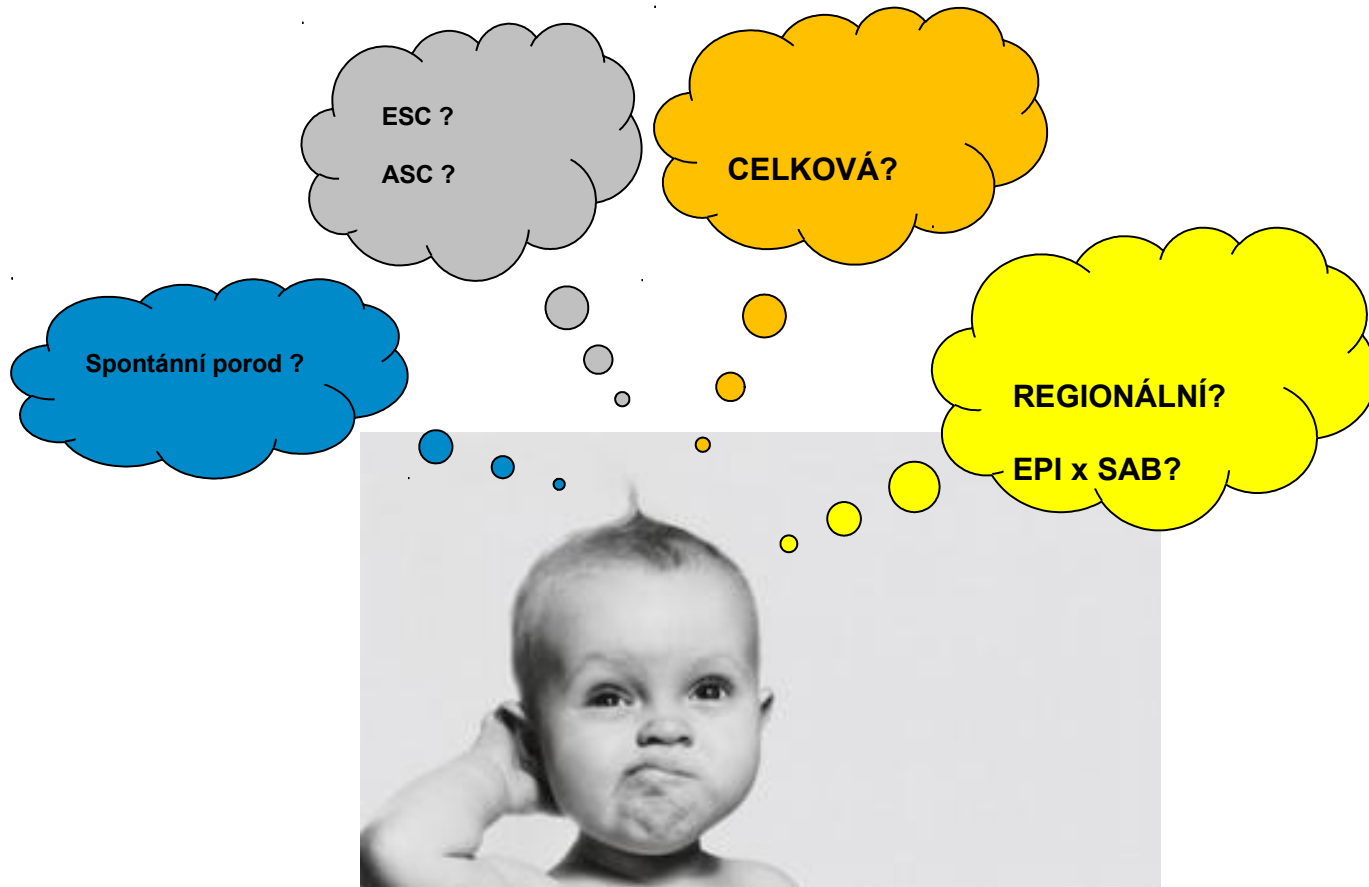 ESC ?
ASC ?
CELKOVÁ?
Spontánní porod ?
REGIONÁLNÍ?
EPI x SAB?